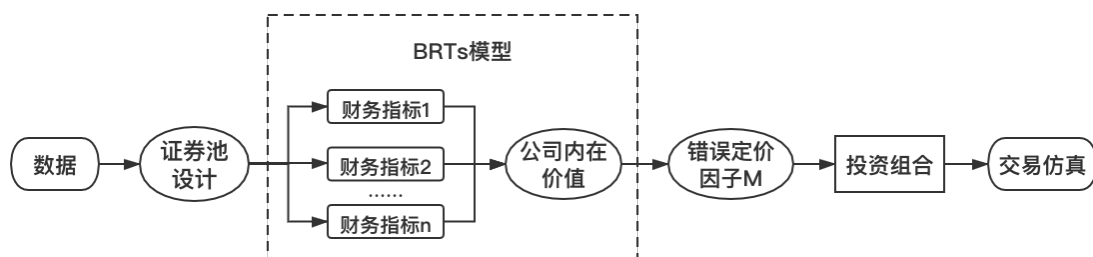 BRTs模型
数据
证券池
设计
财务指标1
财务指标2
……
财务指标n
公司内在
价值
错误定价
因子M
投资组合
交易仿真